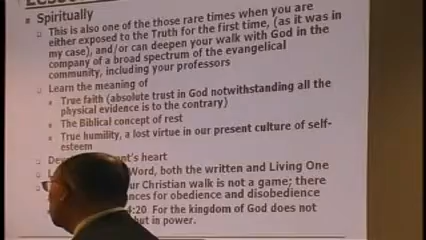 Spiritually
This is also one of the those rare times when you are
either exposed to the Truth for the first time, (as it was in
my case), and/or can deepen your walk with God in the
company of a broad spectrum of the evangelical
community, including your professors
Learn the meaning of
True faith (absolute trust in God notwithstanding all the
physical evidence is to the contrary)
The Biblical concept of rest
True humility, a lost virtue in our present culture of self-
esteem
heart
Word, both the written and Living One
Christian walk is not a game; there
for obedience and disobedience
:20 For the kingdom of God does not
but in power.